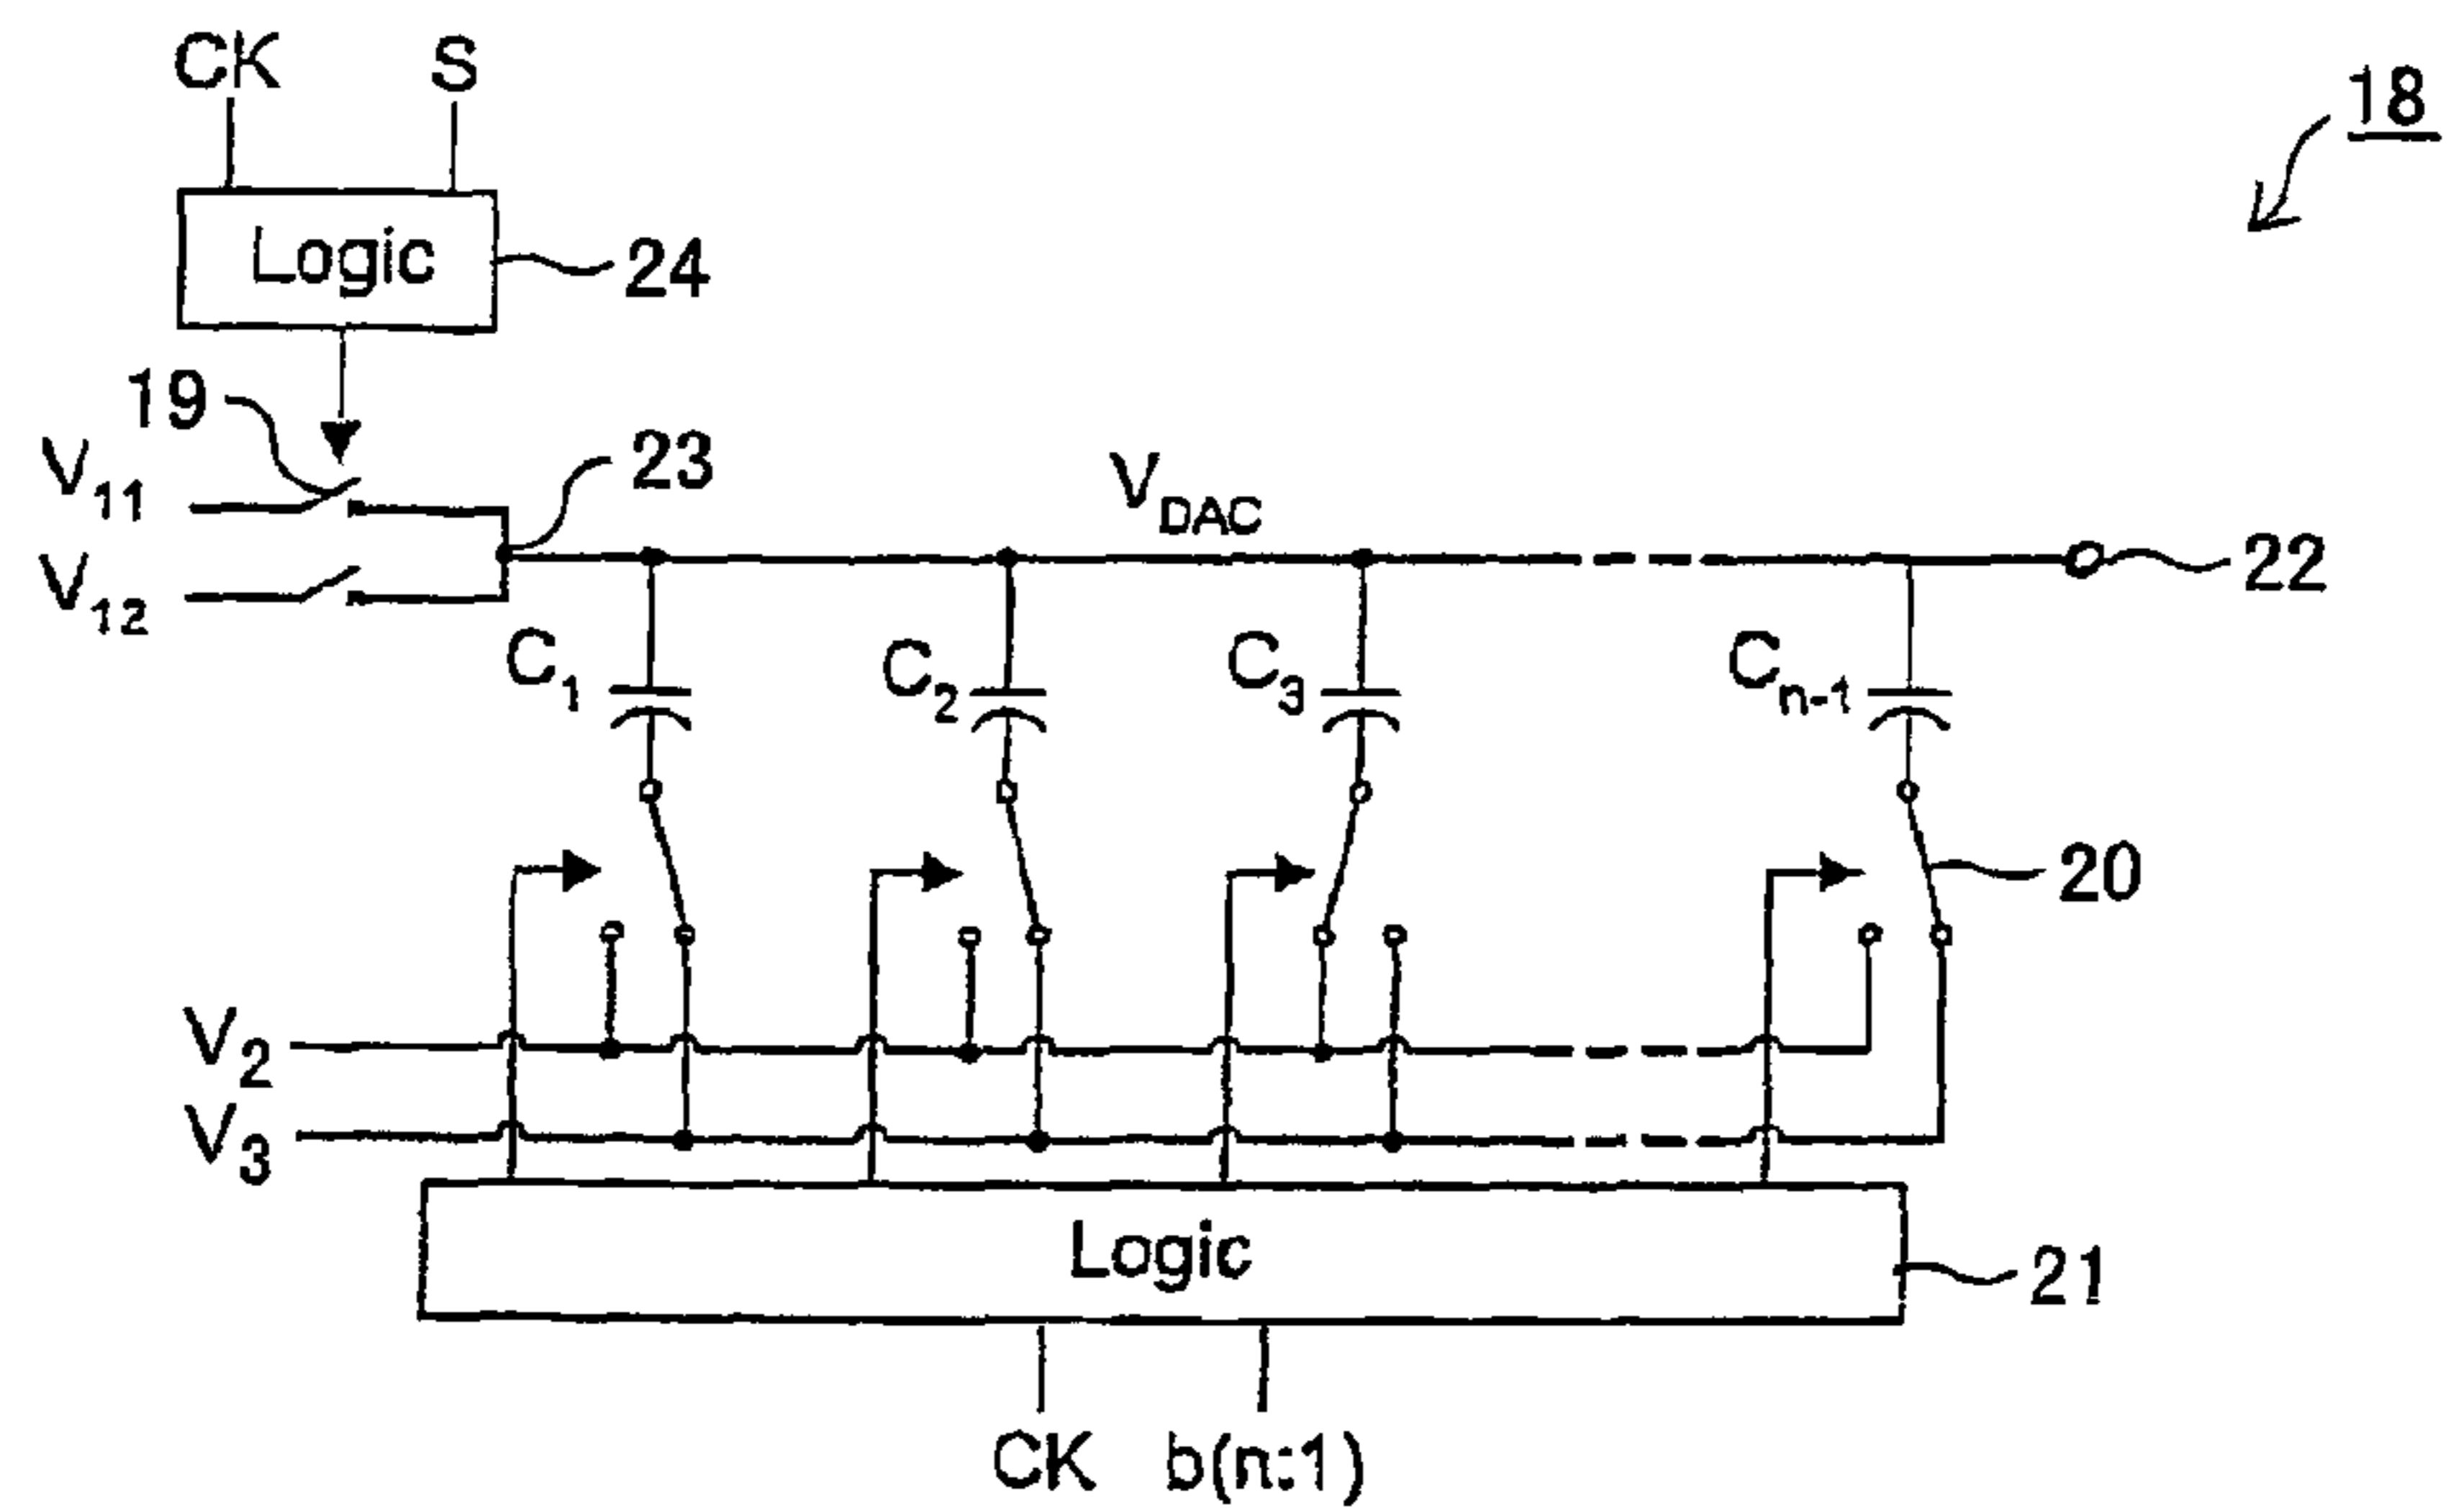 CK S
18
Logic
24
19
V11
23
VDAC
V12
22
C1
C2
C3
Cn-1
20
V2
V3
Logic
21
CK b(n:1)